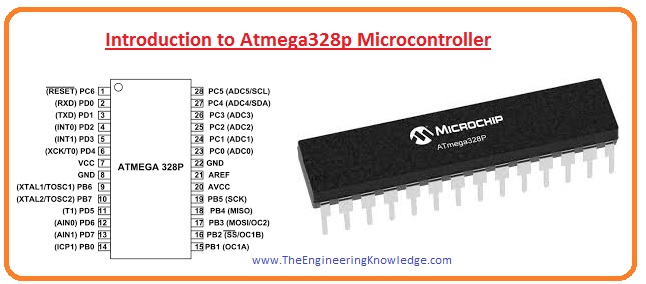 Introduction to Atmega328p Microcontroller
(RESET) PC6 1
(RXD) PD0 2
(TXD) PD1 3
(INT0) PD2 4
(INT1) PD3 5
(XCK/T0) PD4 6
VCC 7
GND 8
(XTAL1/TOSC1) PB6 9
(XTAL2/TOSC2) PB7 10
(T1) PD5 11
(AIN0) PD6 12
(AIN1) PD7 13
(ICP1) PB0 14
ATMEGA 328P
28 PC5 (ADC5/SCL)
27 PC4 (ADC4/SDA)
26 PC3 (ADC3)
25 PC2 (ADC2)
24 PC1 (ADC1)
23 PC0 (ADC0)
22 GND
21 AREF
20 AVCC
19 PB5 (SCK)
18 PB4 (MISO)
17 PB3 (MOSI/OC2)
16 PB2 (SS/OC1B)
15 PB1 (OC1A)
MICROCHIP
ATmega328P
www.TheEngineeringKnowledge.com